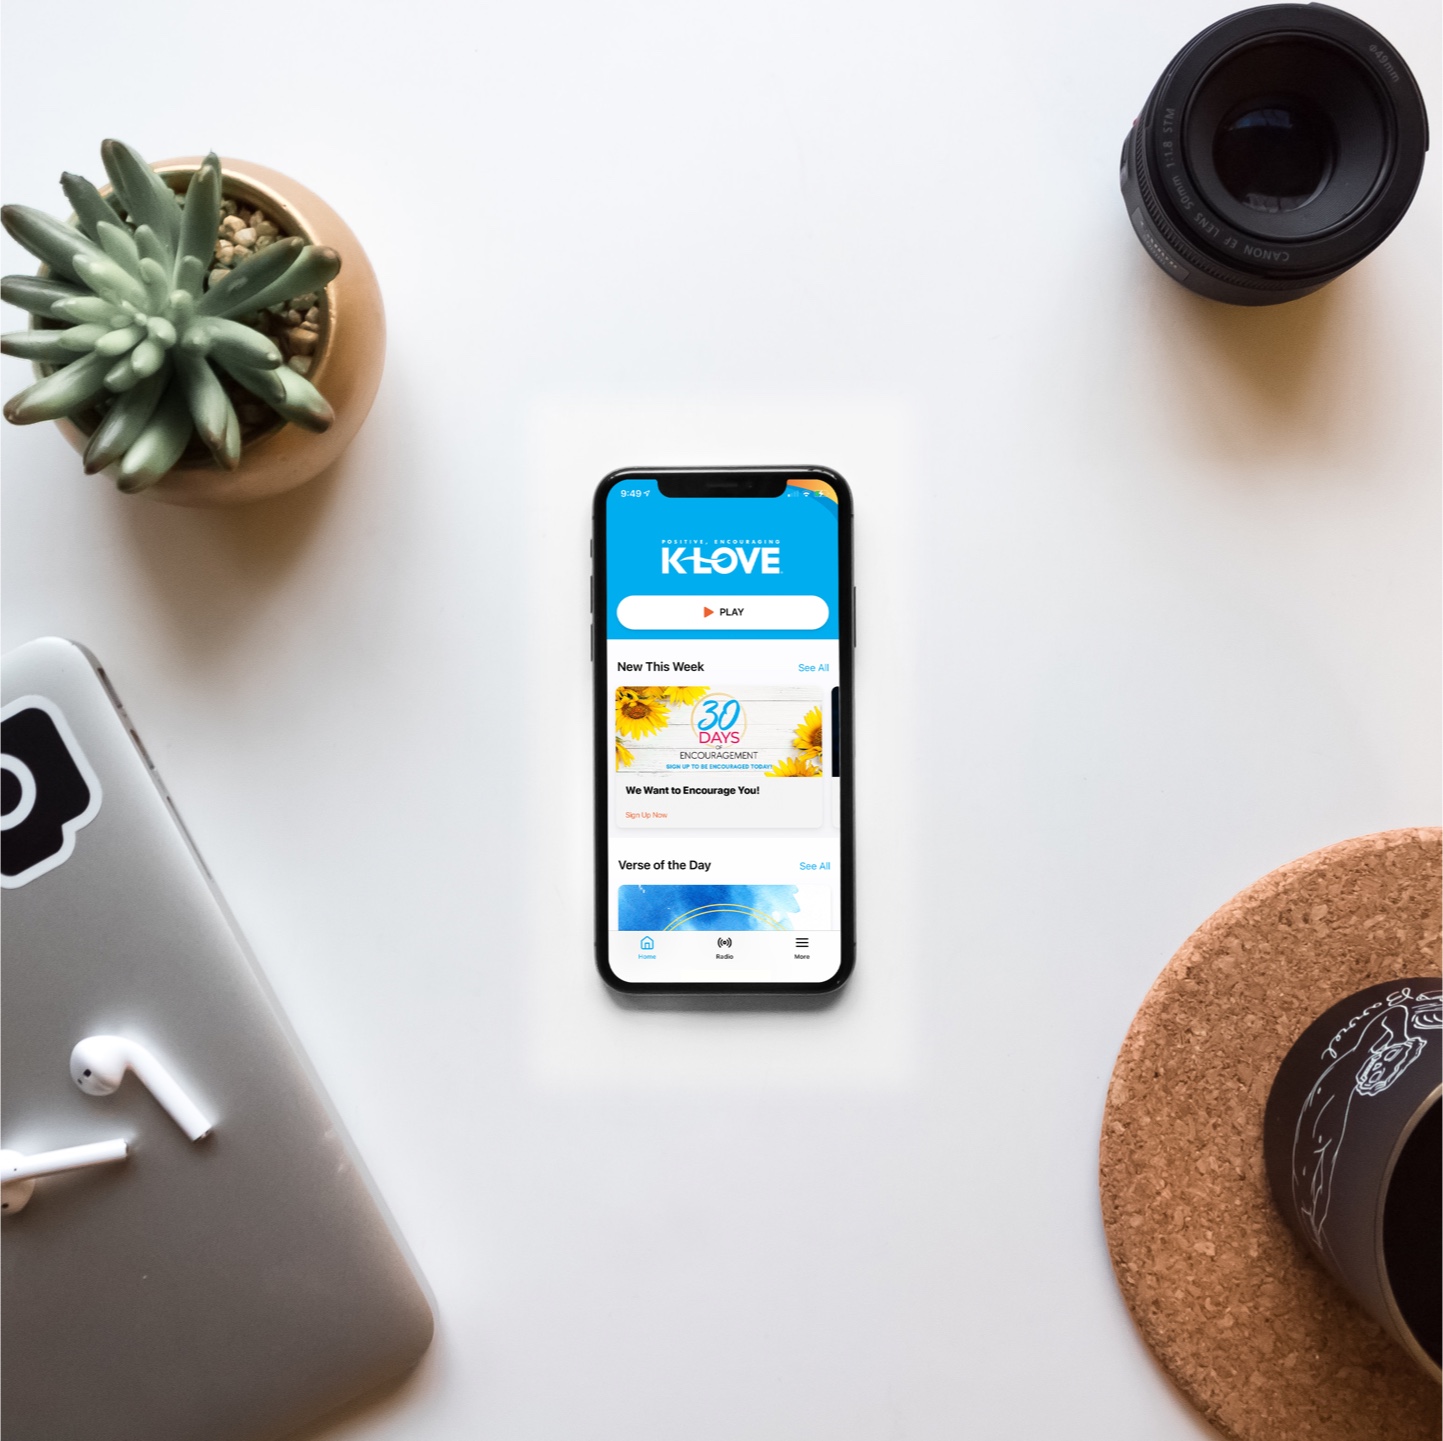 φ49mm
CANON EF LENS 50mm 1:1.8 STM
9:49
POSITIVE, ENCOURAGING
K-LOVE
PLAY
New This Week
See All
30
DAYS
OF
ENCOURAGEMENT
SIGN UP TO BE ENCOURAGED TODAY!
We Want to Encourage You!
Sign Up Now
Verse of the Day
See All
Home
Radio
More